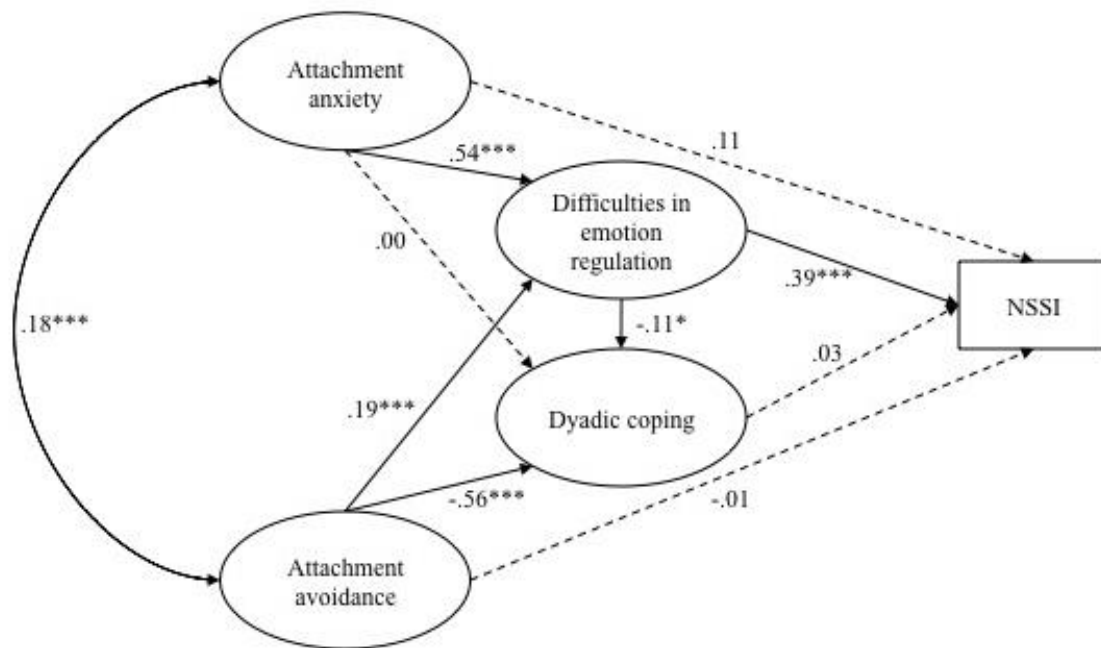 Attachment
anxiety
.11
.54***
Difficulties in
emotion
regulation
.00
.39***
NSSI
.18***
-.11*
.03
.19***
Dyadic coping
-.56***
-.01
Attachment
avoidance